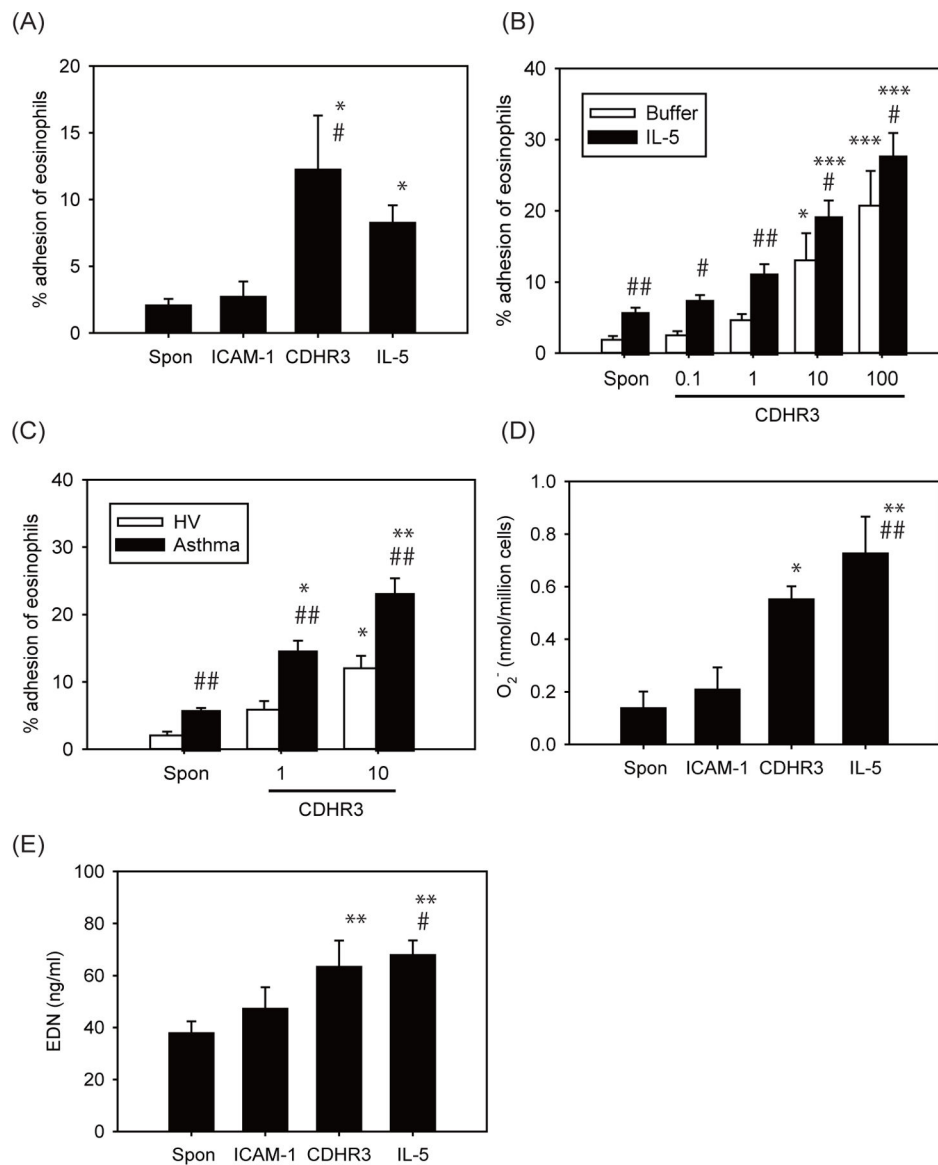 (A)
20
15
10
5
0
% adhesion of eosinophils
*
#
*
Spon ICAM-1 CDHR3 IL-5
(B)
40
30
20
10
0
% adhesion of eosinophils
Buffer
IL-5
##
#
##
*
***
#
***
***
#
Spon 0.1 1 10 100
CDHR3
(C)
40
30
20
10
0
% adhesion of eosinophils
HV
Asthma
##
*
##
*
**
##
Spon 1 10
CDHR3
(D)
1.0
0.8
0.6
0.4
0.2
0.0
O₂⁻ (nmol/million cells)
*
**
##
Spon ICAM-1 CDHR3 IL-5
(E)
100
80
60
40
20
0
EDN (ng/ml)
**
**
#
Spon ICAM-1 CDHR3 IL-5